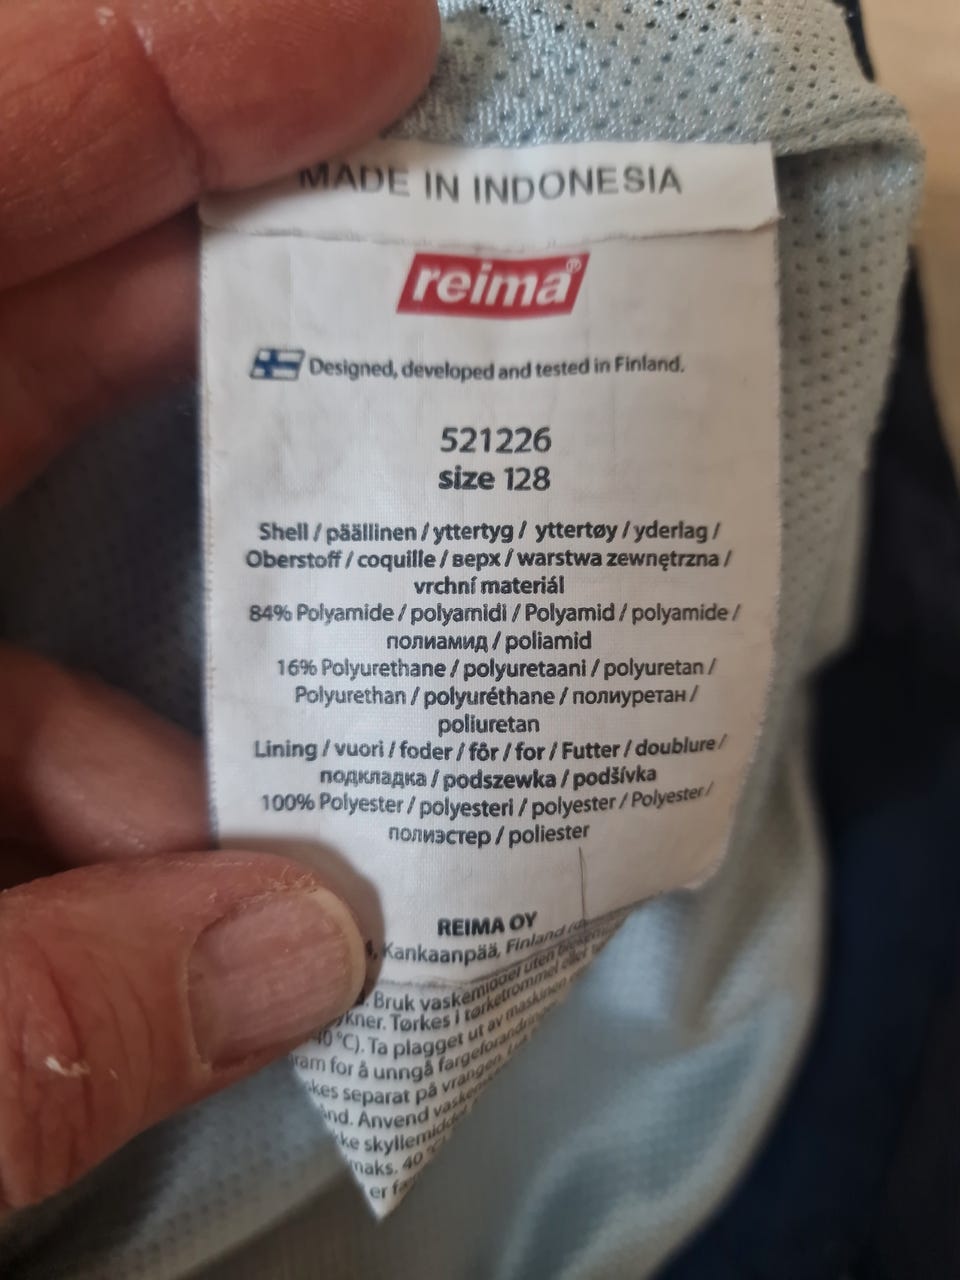 MADE IN INDONESIA
reima®
Designed, developed and tested in Finland.
521226
size 128
Shell / päällinen / yttertyg / yttertøy / yderlag /
Oberstoff / coquille / верх / warstwa zewnętrzna /
vrchní materiál
84% Polyamide / polyamidi / Polyamid / polyamide /
полиамид / poliamid
16% Polyurethane / polyuretaani / polyuretan /
Polyurethan / polyuréthane / полиуретан /
poliuretan
Lining / vuori / foder / fôr / for / Futter / doublure /
подкладка / podszewka / podšívka
100% Polyester / polyesteri / polyester / Polyester /
полиэстер / poliester
REIMA OY
Kankaanpää, Finland
Bruk vaskemiddel uten
Tørkes i tørketrommel eller
°C). Ta plagget ut av maskinen
for å unngå fargeforandringer.
separat på vrangen.
Anvend
skyllemiddel
maks. 40 °C
er